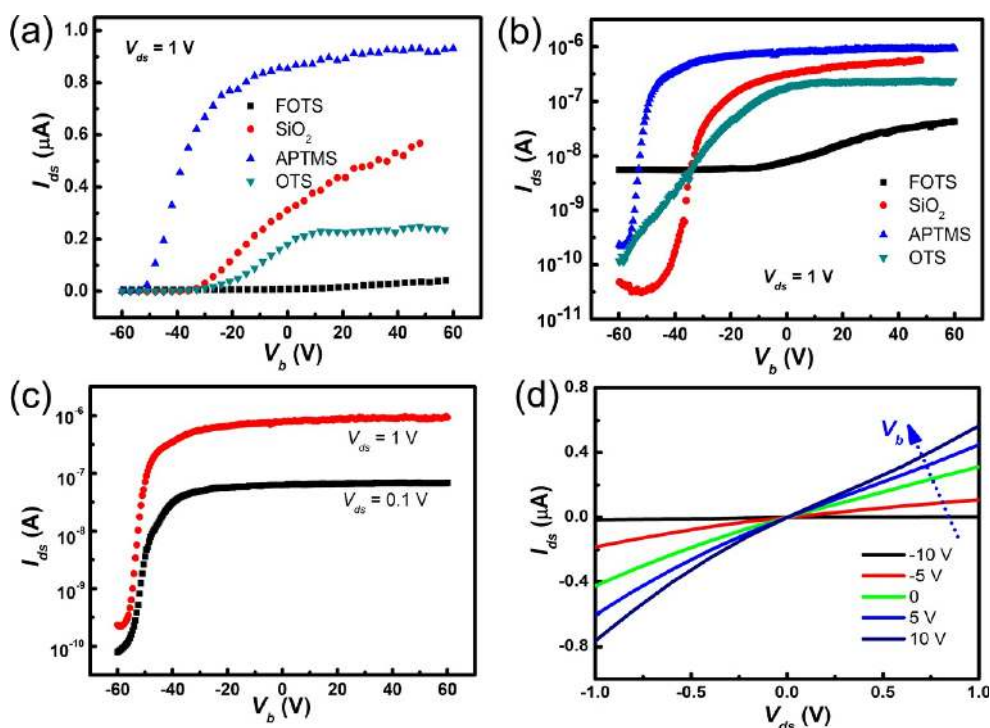 (a)
V_ds = 1 V
FOTS
SiO₂
APTMS
OTS
I_ds (μA)
1.0
0.8
0.6
0.4
0.2
0.0
-60 -40 -20 0 20 40 60
V_b (V)
(b)
I_ds (A)
10⁻⁶
10⁻⁷
10⁻⁸
10⁻⁹
10⁻¹⁰
10⁻¹¹
FOTS
SiO₂
APTMS
OTS
V_ds = 1 V
-60 -40 -20 0 20 40 60
V_b (V)
(c)
I_ds (A)
10⁻⁶
10⁻⁷
10⁻⁸
10⁻⁹
10⁻¹⁰
V_ds = 1 V
V_ds = 0.1 V
-60 -40 -20 0 20 40 60
V_b (V)
(d)
I_ds (μA)
0.8
0.4
0.0
-0.4
-0.8
V_b
-10 V
-5 V
0
5 V
10 V
-1.0 -0.5 0.0 0.5 1.0
V_ds (V)